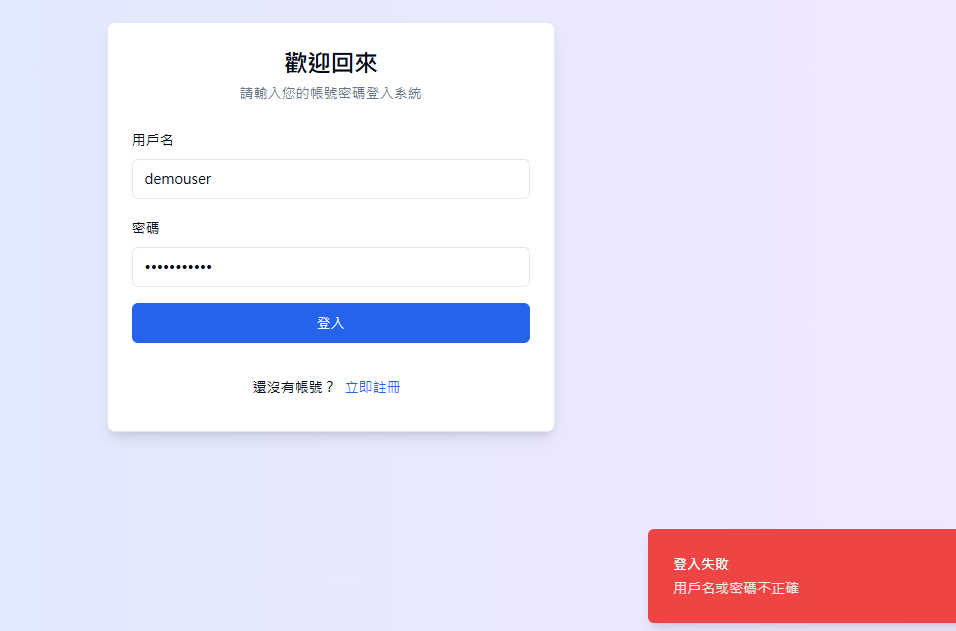 歡迎回來
請輸入您的帳號密碼登入系統
用戶名
demouser
密碼
•••••••••••
登入
還沒有帳號？ 立即註冊
登入失敗
用戶名或密碼不正確